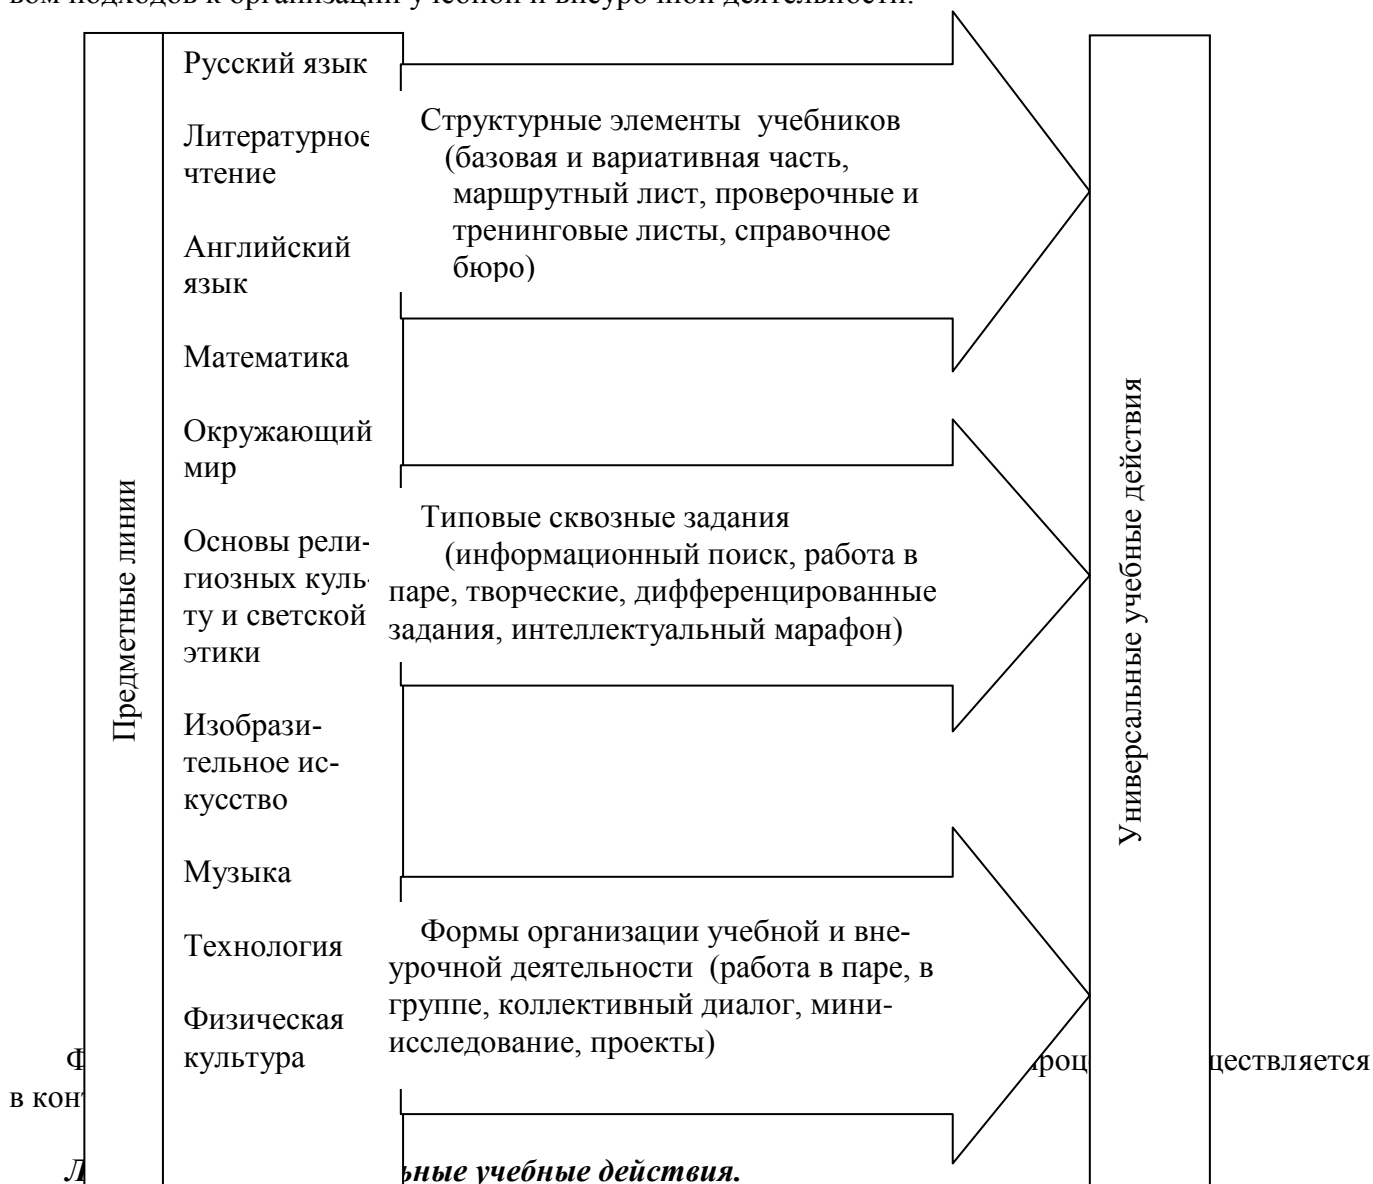 вом подходов к организации учебной и внеурочной деятельности.
Предметные линии
Русский язык
Литературное
чтение
Английский
язык
Математика
Окружающий
мир
Основы рели-
гиозных куль-
ту и светской
этики
Изобрази-
тельное ис-
кусство
Музыка
Технология
Физическая
культура
Структурные элементы учебников
(базовая и вариативная часть,
маршрутный лист, проверочные и
тренинговые листы, справочное
бюро)
Типовые сквозные задания
(информационный поиск, работа в
паре, творческие, дифференцированные
задания, интеллектуальный марафон)
Формы организации учебной и вне-
урочной деятельности (работа в паре, в
группе, коллективный диалог, мини-
исследование, проекты)
Универсальные учебные действия
Ф проц ществляется
в кон
Л ьные учебные действия.